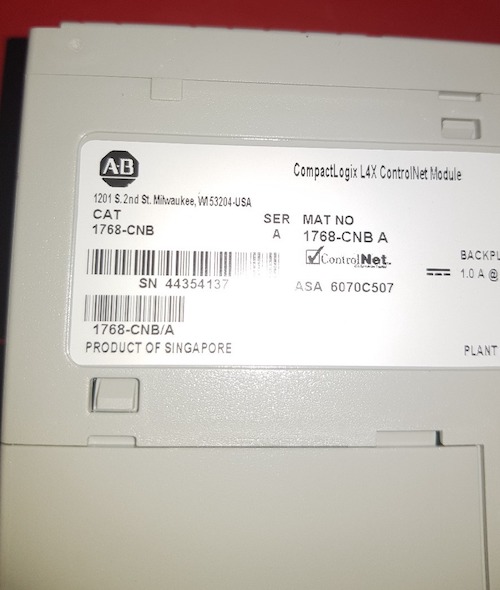 A-B
CompactLogix L4X ControlNet Module
1201 S. 2nd St. Milwaukee, WI 53204-USA
CAT SER MAT NO
1768-CNB A 1768-CNB A
ControlNet. BACKPL
1.0 A @
SN 44354137 ASA 6070C507
1768-CNB/A
PRODUCT OF SINGAPORE PLANT